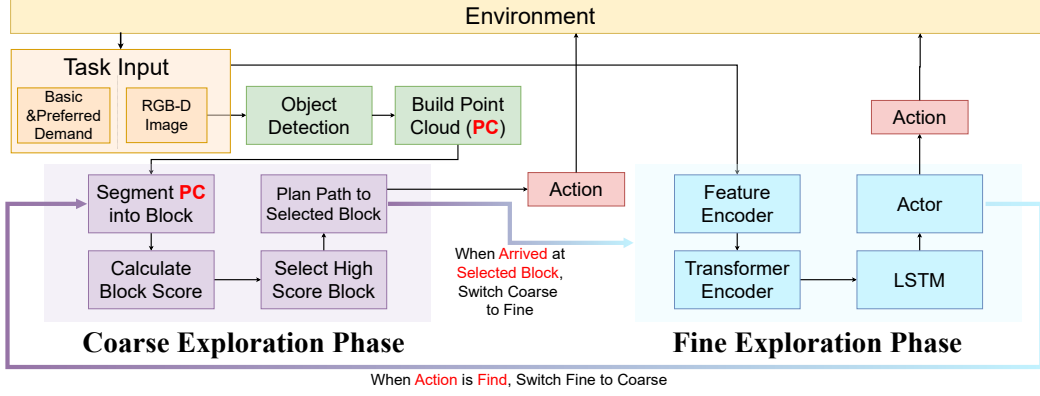 Environment
Task Input
Basic
&Preferred
Demand
RGB-D
Image
Object
Detection
Build Point
Cloud (PC)
Action
Action
Segment PC
into Block
Plan Path to
Selected Block
Calculate
Block Score
Select High
Score Block
When Arrived at
Selected Block,
Switch Coarse
to Fine
Feature
Encoder
Actor
Transformer
Encoder
LSTM
Coarse Exploration Phase
Fine Exploration Phase
When Action is Find, Switch Fine to Coarse